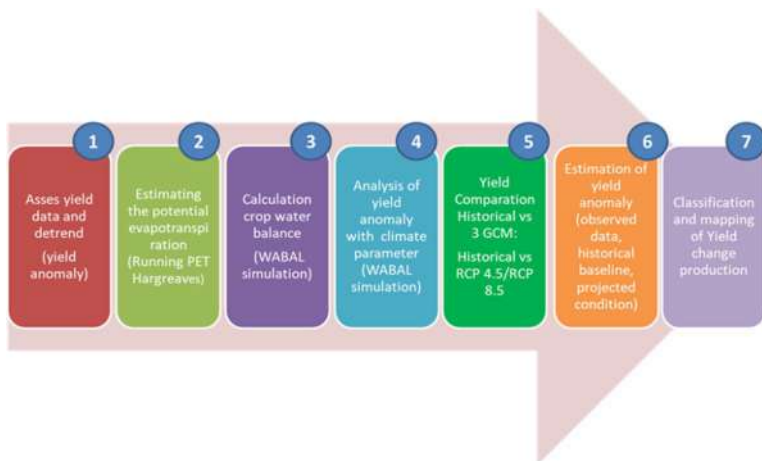 1
Asses yield
data and
detrend
(yield
anomaly)
2
Estimating
the potential
evapotranspi
ration
(Running PET
Hargreaves)
3
Calculation
crop water
balance
(WABAL
simulation)
4
Analysis of
yield
anomaly
with climate
parameter
(WABAL
simulation)
5
Yield
Comparation
Historical vs
3 GCM:
Historical vs
RCP 4.5/RCP
8.5
6
Estimation of
yield
anomaly
(observed
data,
historical
baseline,
projected
condition)
7
Classification
and mapping
of Yield
change
production